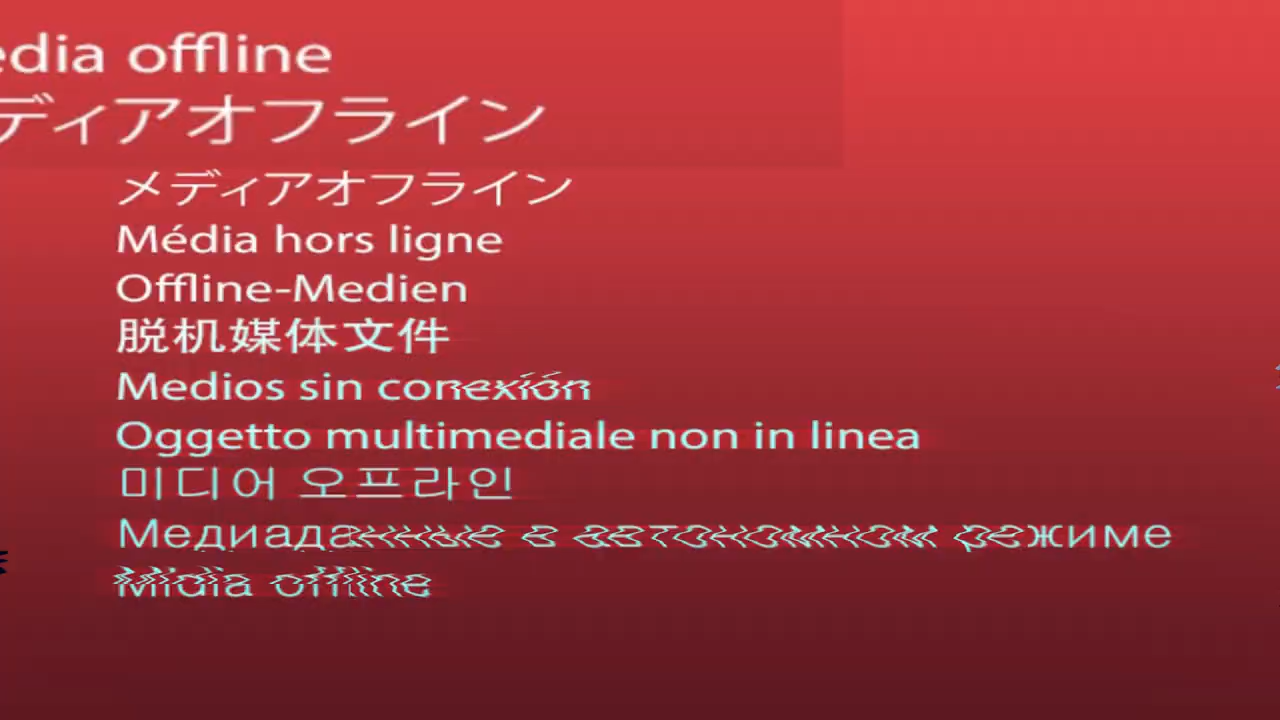 edia offline
ディアオフライン
メディアオフライン
Média hors ligne
Offline-Medien
脱机媒体文件
Medios sin conexión
Oggetto multimediale non in linea
미디어 오프라인
Медиаданные в автономном режиме
Mídia offline